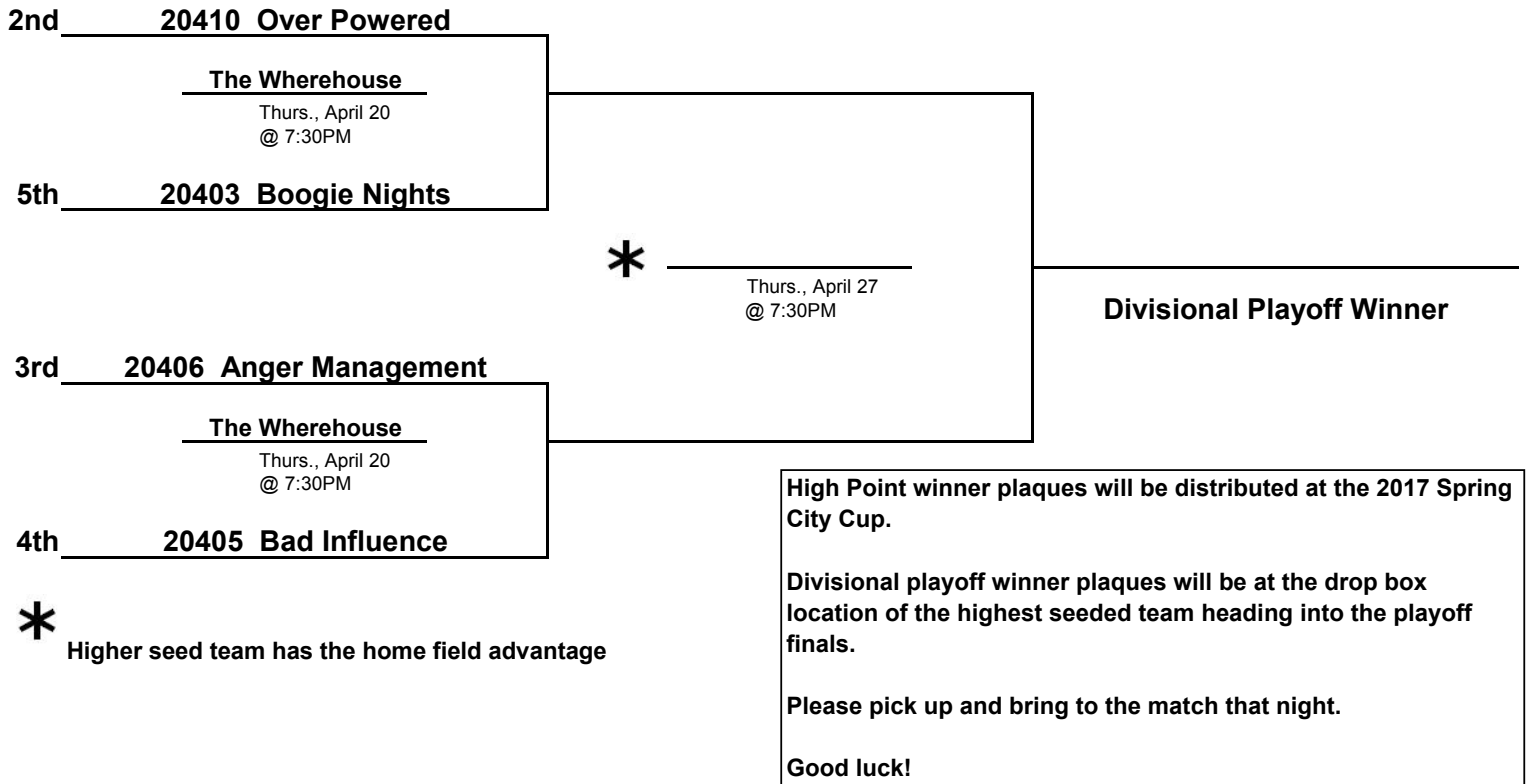 2nd 20410 Over Powered
The Wherehouse
Thurs., April 20
@ 7:30PM
5th 20403 Boogie Nights
*
Thurs., April 27
@ 7:30PM
Divisional Playoff Winner
3rd 20406 Anger Management
The Wherehouse
Thurs., April 20
@ 7:30PM
4th 20405 Bad Influence
* Higher seed team has the home field advantage
High Point winner plaques will be distributed at the 2017 Spring
City Cup.
Divisional playoff winner plaques will be at the drop box
location of the highest seeded team heading into the playoff
finals.
Please pick up and bring to the match that night.
Good luck!